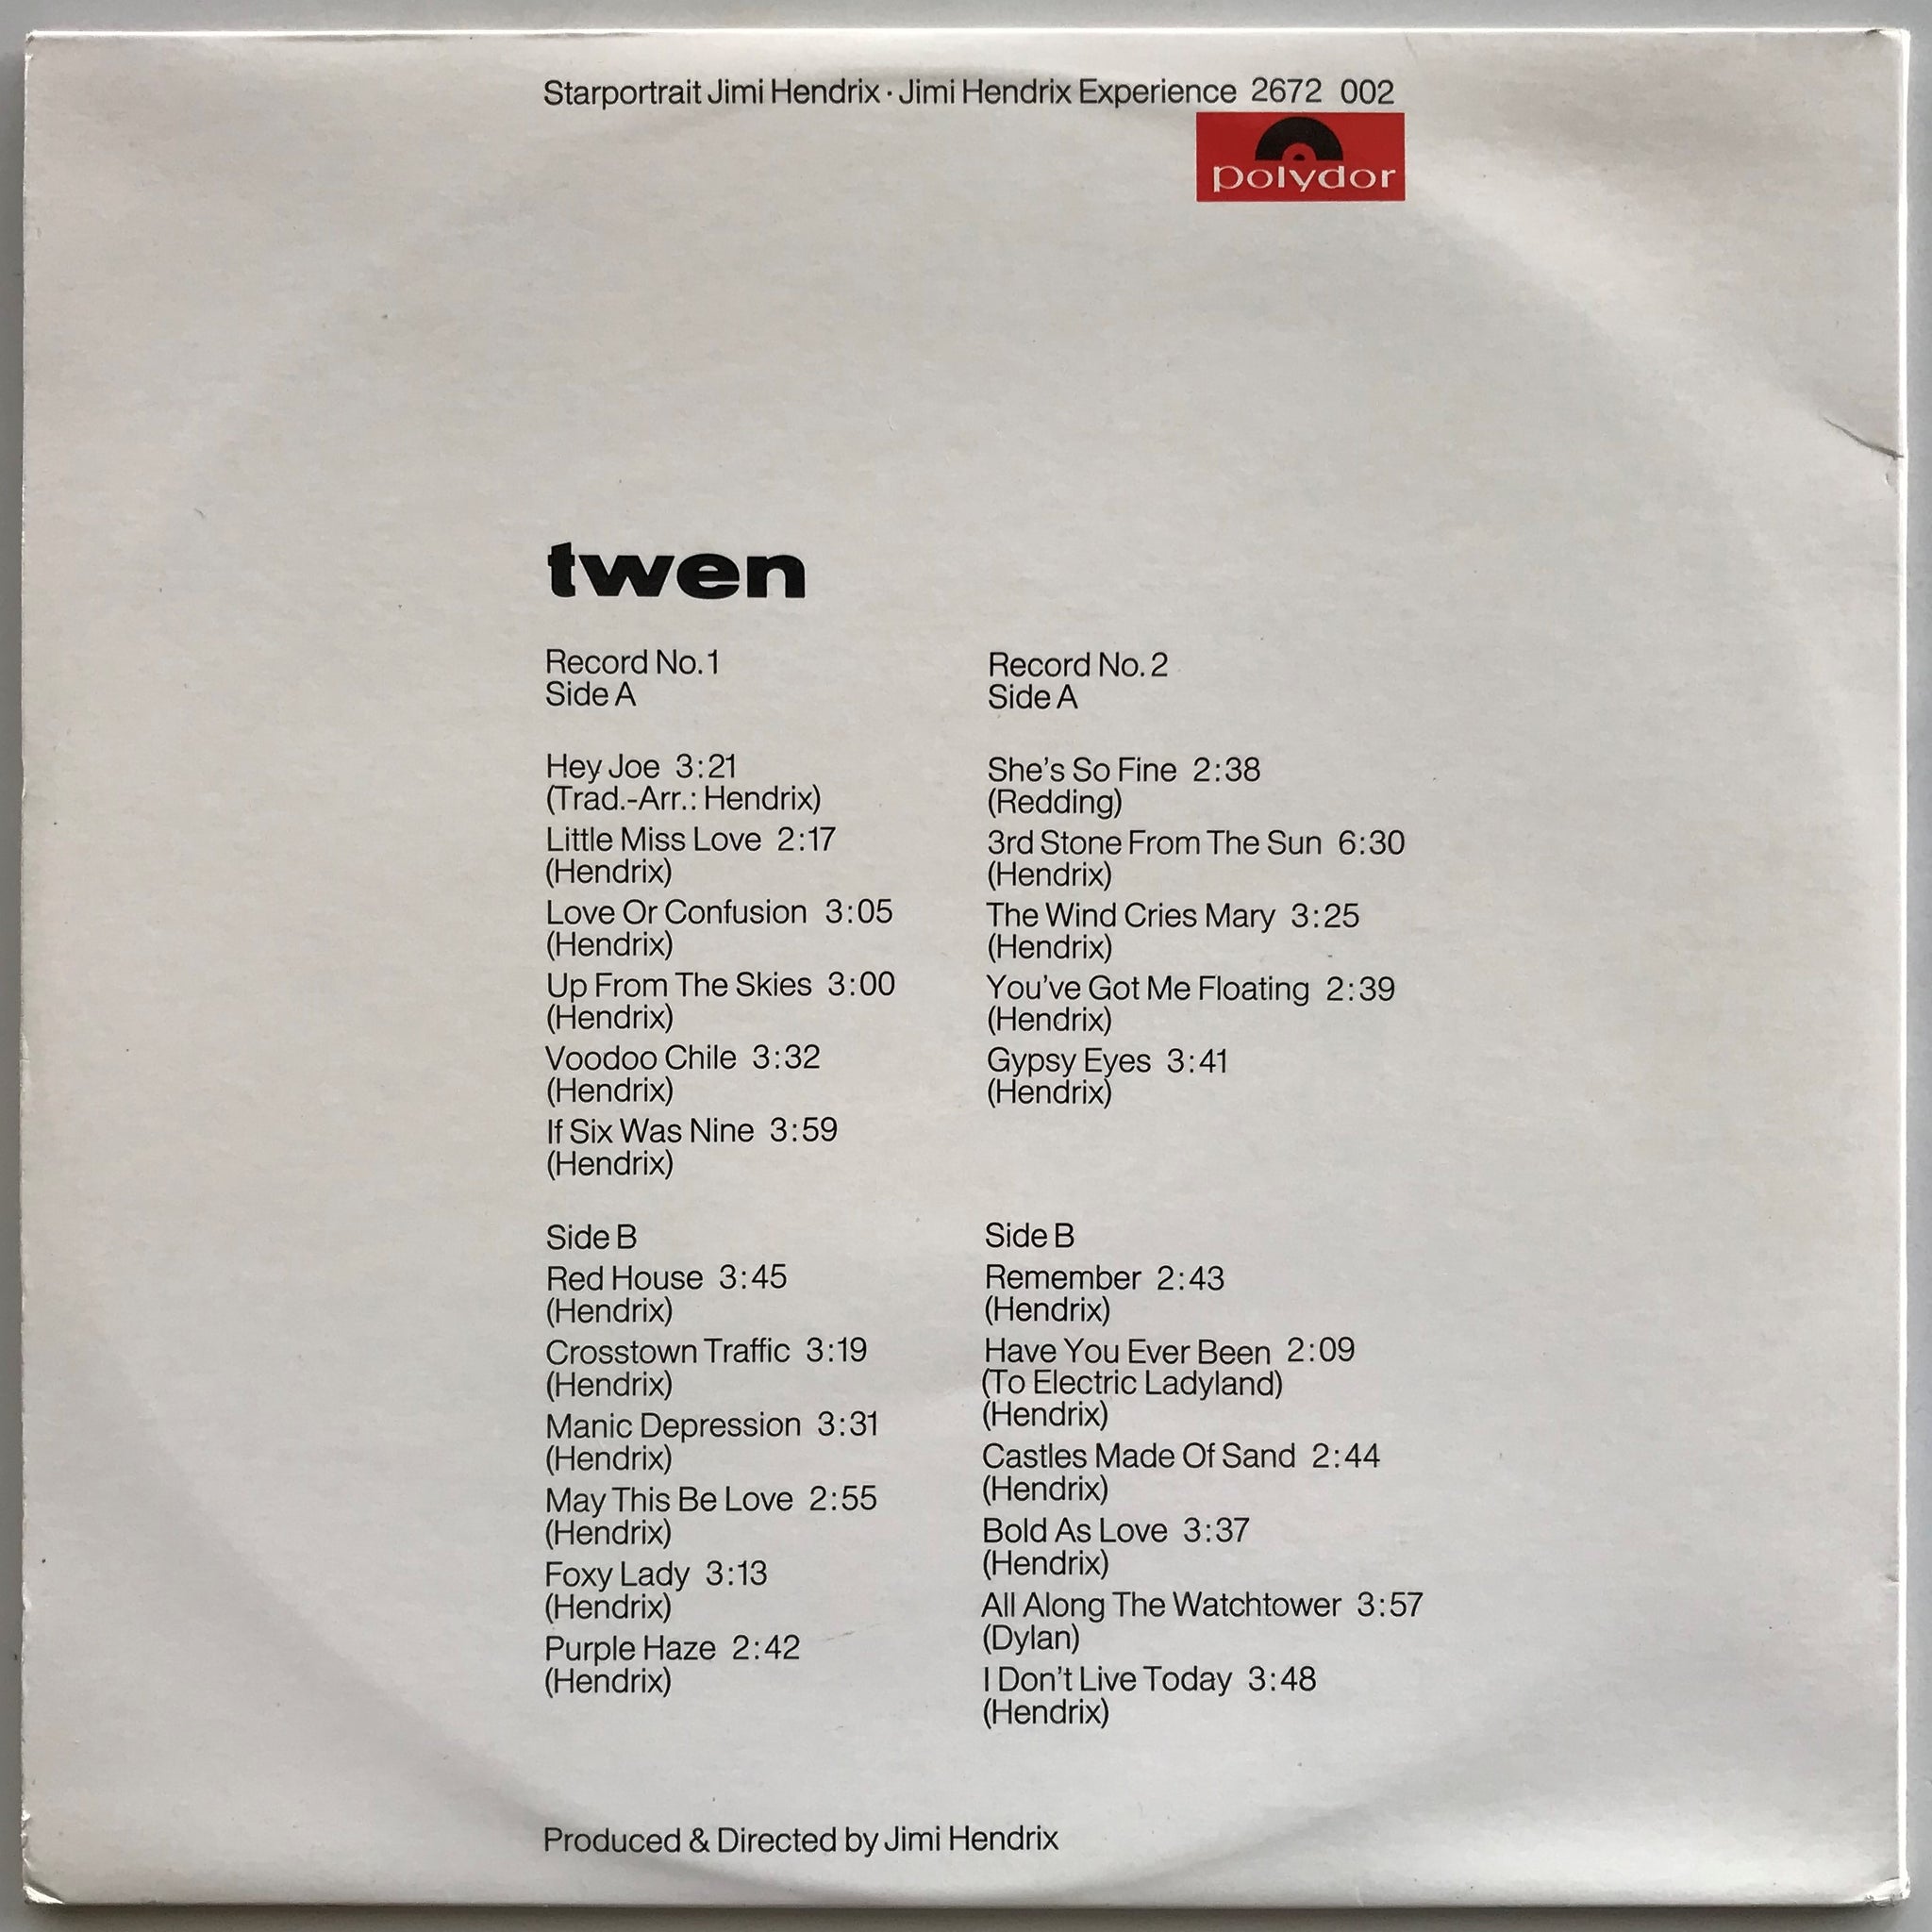 Starportrait Jimi Hendrix · Jimi Hendrix Experience 2672 002
polydor
twen
Record No. 1
Side A
Hey Joe 3:21
(Trad.-Arr.: Hendrix)
Little Miss Love 2:17
(Hendrix)
Love Or Confusion 3:05
(Hendrix)
Up From The Skies 3:00
(Hendrix)
Voodoo Chile 3:32
(Hendrix)
If Six Was Nine 3:59
(Hendrix)
Side B
Red House 3:45
(Hendrix)
Crosstown Traffic 3:19
(Hendrix)
Manic Depression 3:31
(Hendrix)
May This Be Love 2:55
(Hendrix)
Foxy Lady 3:13
(Hendrix)
Purple Haze 2:42
(Hendrix)
Record No. 2
Side A
She's So Fine 2:38
(Redding)
3rd Stone From The Sun 6:30
(Hendrix)
The Wind Cries Mary 3:25
(Hendrix)
You've Got Me Floating 2:39
(Hendrix)
Gypsy Eyes 3:41
(Hendrix)
Side B
Remember 2:43
(Hendrix)
Have You Ever Been 2:09
(To Electric Ladyland)
(Hendrix)
Castles Made Of Sand 2:44
(Hendrix)
Bold As Love 3:37
(Hendrix)
All Along The Watchtower 3:57
(Dylan)
I Don't Live Today 3:48
(Hendrix)
Produced & Directed by Jimi Hendrix